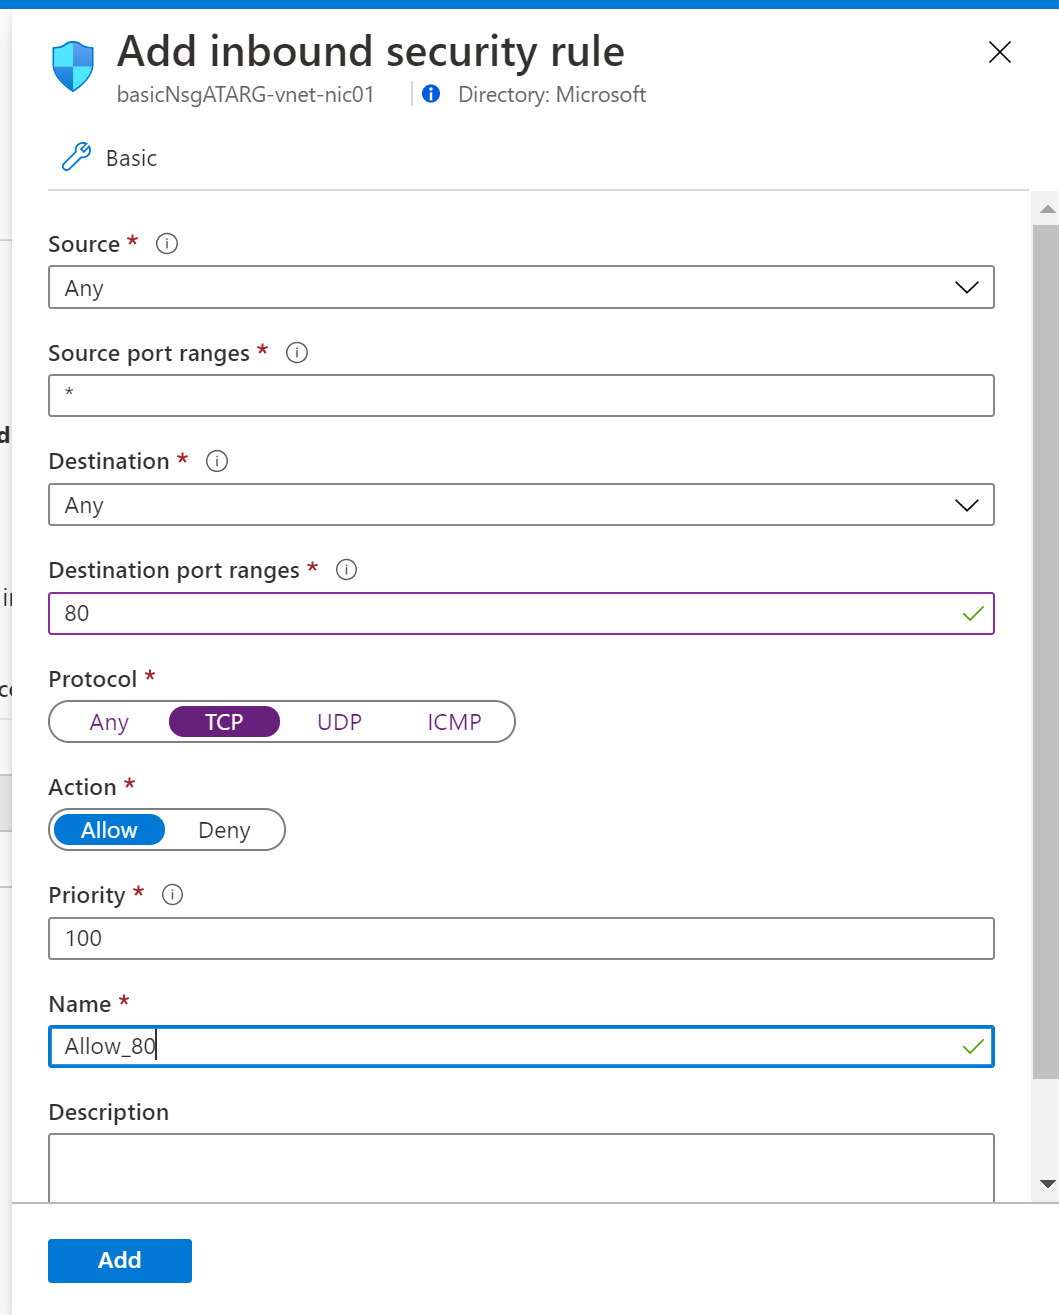 Add inbound security rule
basicNsgATARG-vnet-nic01
Directory: Microsoft
Basic
Source *
Any
Source port ranges *
*
Destination *
Any
Destination port ranges *
80
Protocol *
Any TCP UDP ICMP
Action *
Allow Deny
Priority *
100
Name *
Allow_80
Description
Add